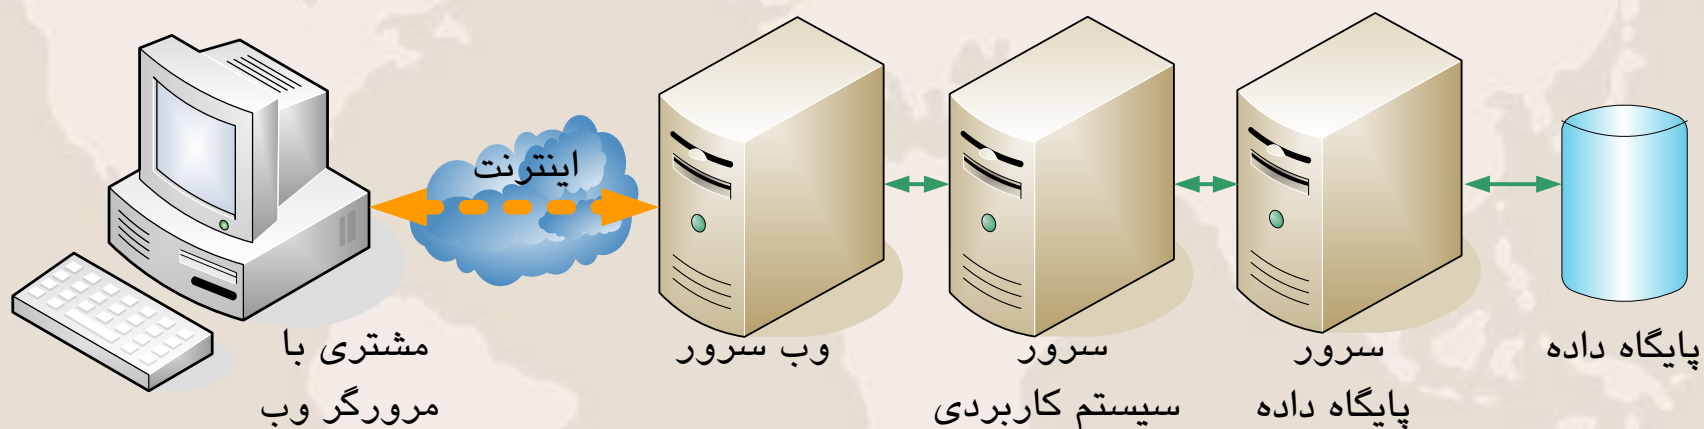 اینترنت
مشتری با
مرورگر وب
وب سرور
سرور
سیستم کاربردی
سرور
پایگاه داده
پایگاه داده